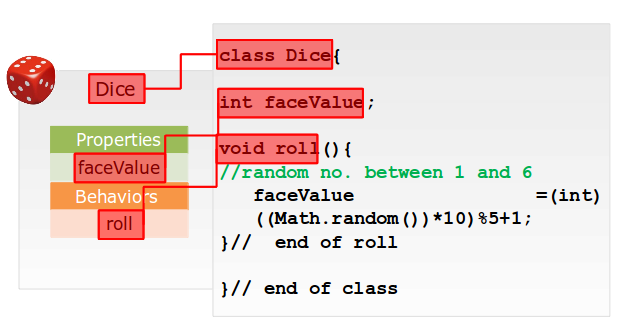 Dice
Properties
faceValue
Behaviors
roll
class Dice{
int faceValue;
void roll(){
//random no. between 1 and 6
faceValue =(int)
((Math.random())*10)%5+1;
}// end of roll
}// end of class